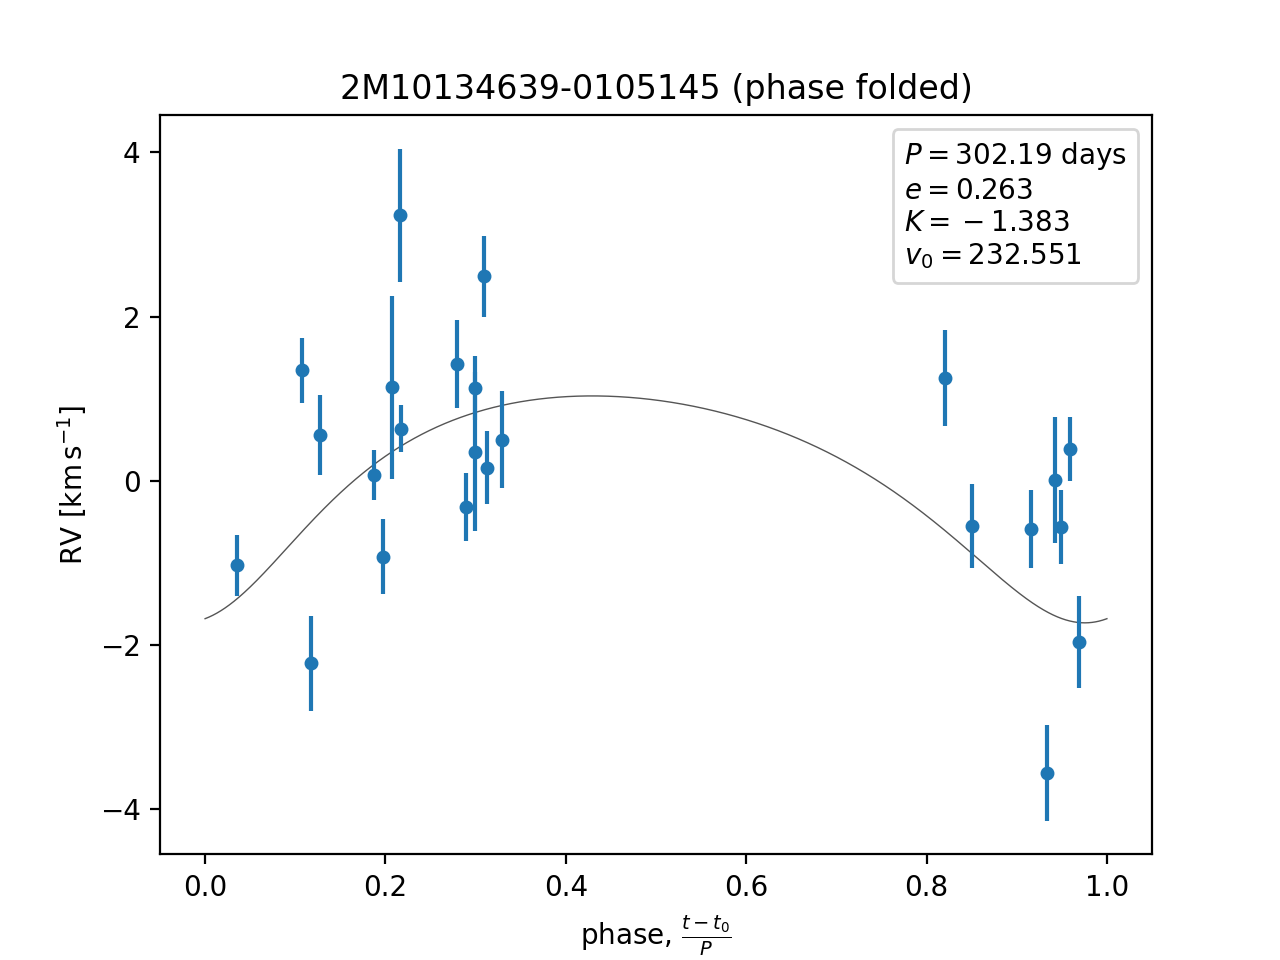 2M10134639-0105145 (phase folded)
P = 302.19 days
e = 0.263
K = −1.383
v₀ = 232.551
RV [km s⁻¹]
4
2
0
−2
−4
0.0 0.2 0.4 0.6 0.8 1.0
phase, (t − t₀)/P